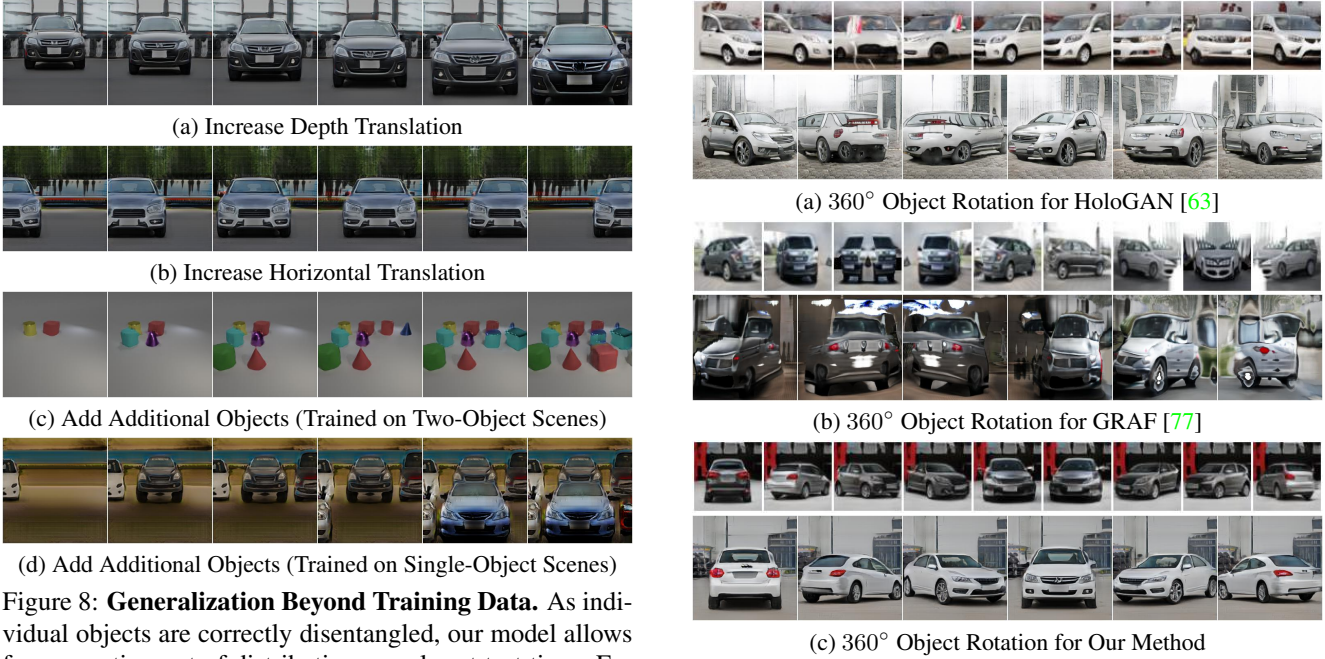 (a) Increase Depth Translation
(b) Increase Horizontal Translation
(c) Add Additional Objects (Trained on Two-Object Scenes)
(d) Add Additional Objects (Trained on Single-Object Scenes)
Figure 8: Generalization Beyond Training Data. As indi-
vidual objects are correctly disentangled, our model allows
(a) 360° Object Rotation for HoloGAN [63]
(b) 360° Object Rotation for GRAF [77]
(c) 360° Object Rotation for Our Method